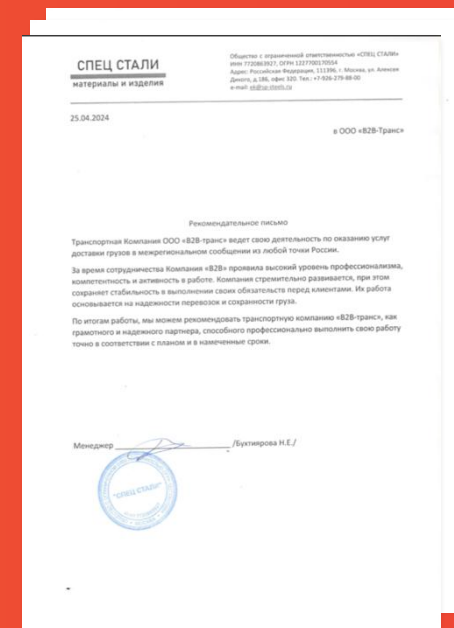 СПЕЦ СТАЛИ
материалы и изделия
Общество с ограниченной ответственностью «СПЕЦ СТАЛИ»
ИНН 7720863927, ОГРН 1227700170554
Адрес: Российская Федерация, 111396, г. Москва, ул. Алексея
Дикого, д.18Б, офис 320. Тел.: +7-926-279-88-00
e-mail:
25.04.2024
в ООО «В2В-Транс»
Рекомендательное письмо
Транспортная Компания ООО «В2В-транс» ведет свою деятельность по оказанию услуг
доставки грузов в межрегиональном сообщении из любой точки России.
За время сотрудничества Компания «В2В» проявила высокий уровень профессионализма,
компетентность и активность в работе. Компания стремительно развивается, при этом
сохраняет стабильность в выполнении своих обязательств перед клиентами. Их работа
основывается на надежности перевозок и сохранности груза.
По итогам работы, мы можем рекомендовать транспортную компанию «В2В-транс», как
грамотного и надежного партнера, способного профессионально выполнить свою работу
точно в соответствии с планом и в намеченные сроки.
Менеджер /Бухтиярова Н.Е./
"СПЕЦ СТАЛИ"